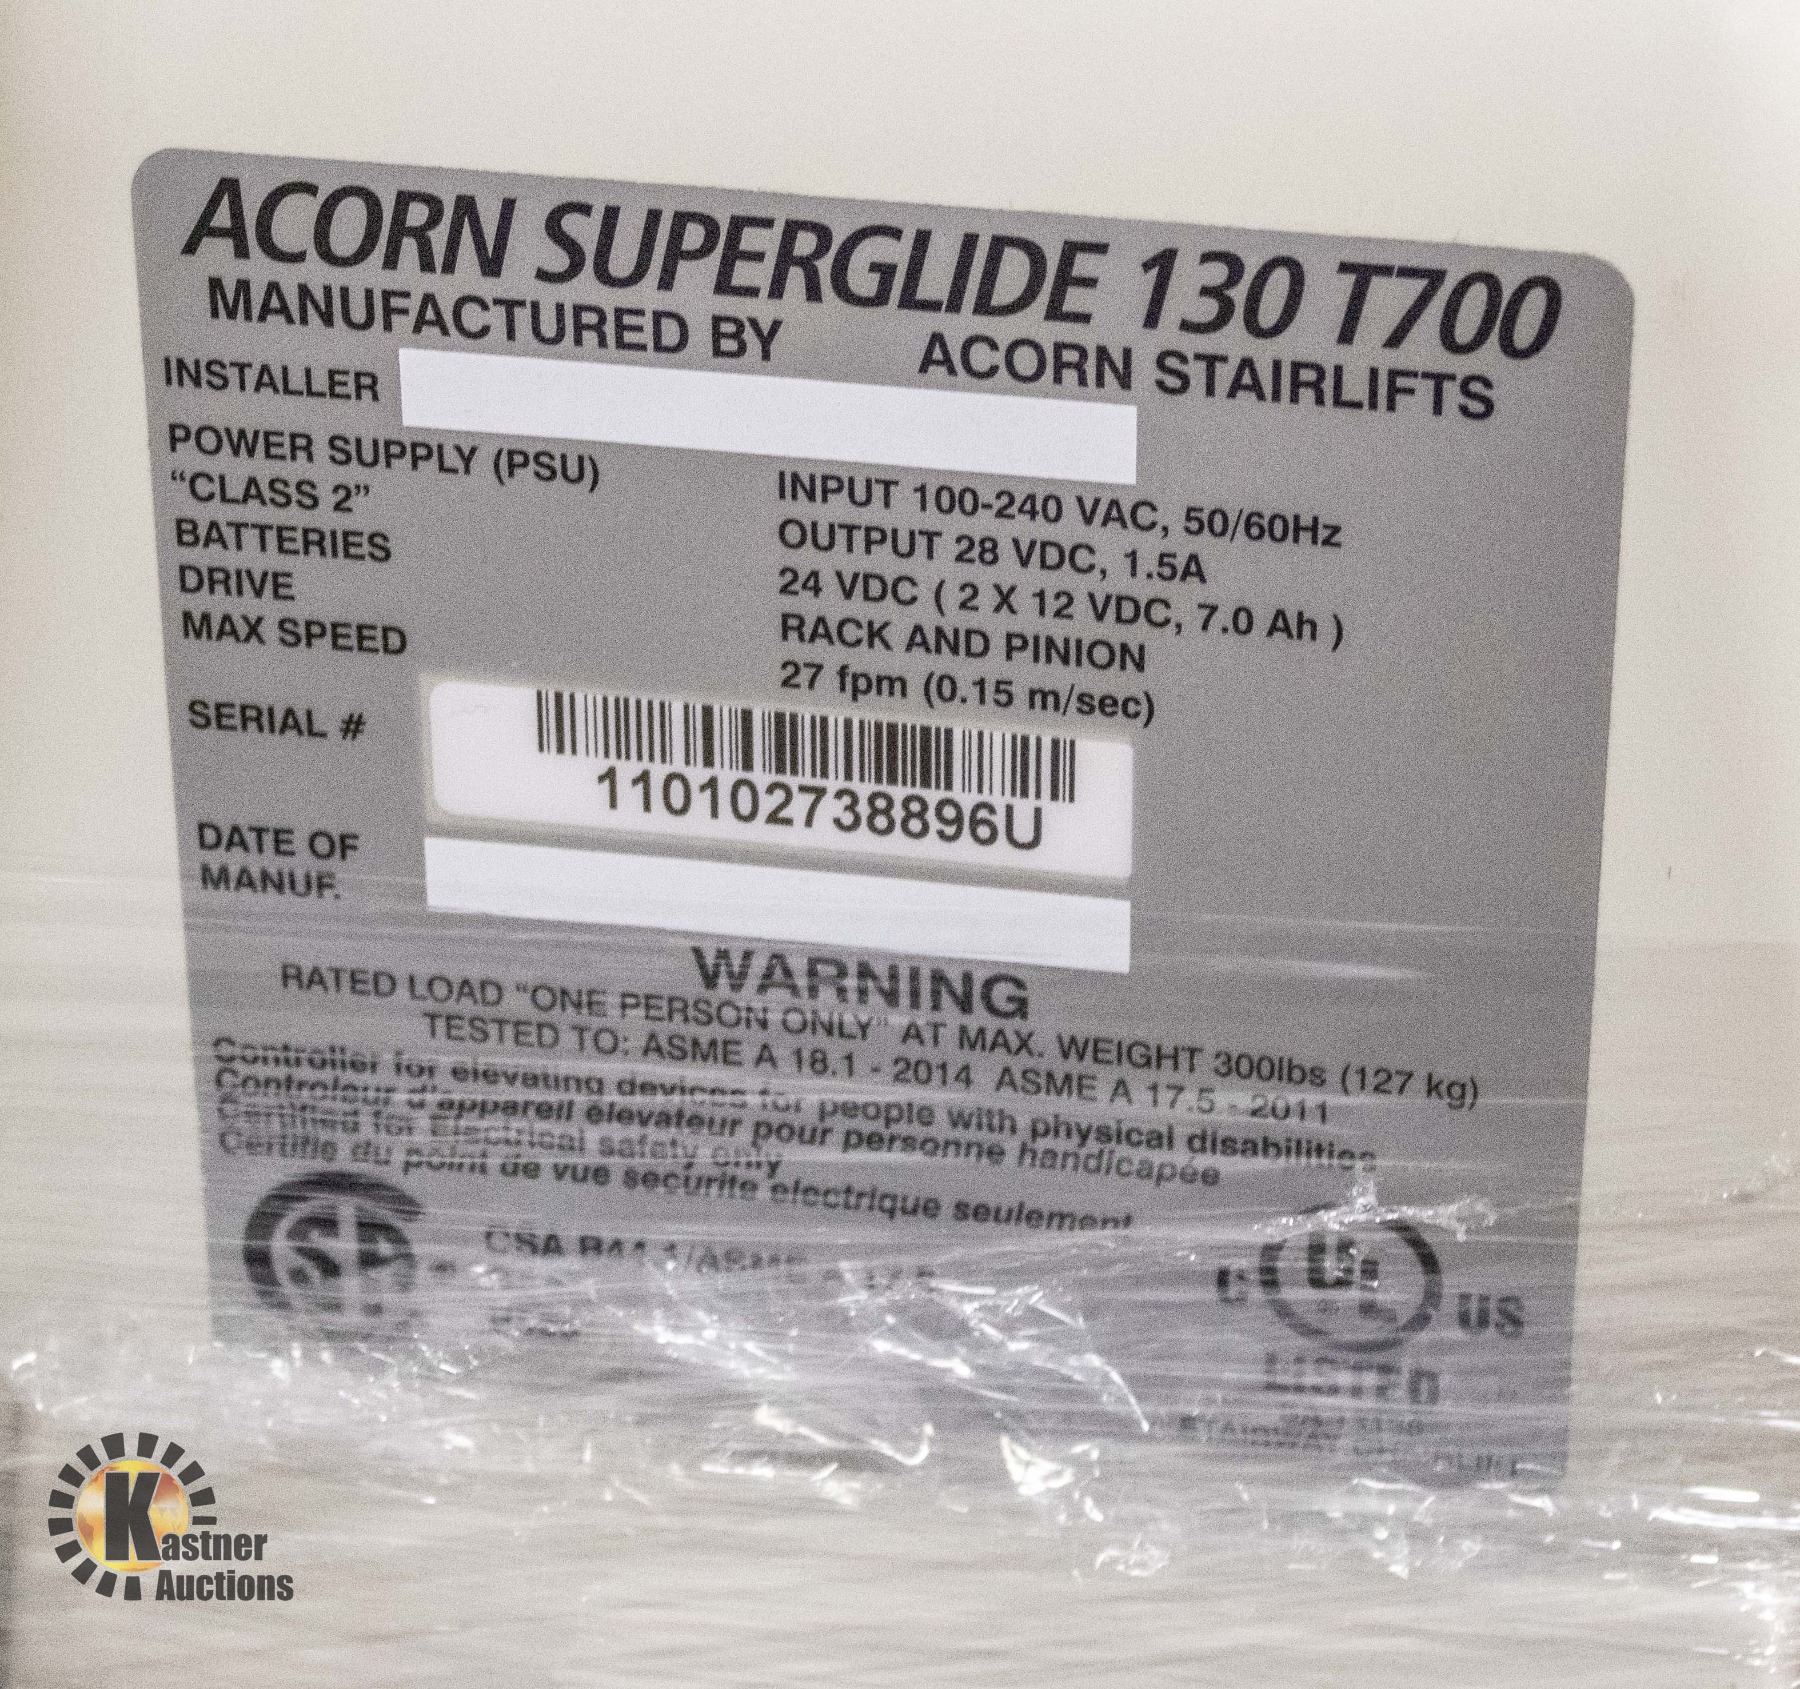 ACORN SUPERGLIDE 130 T700
MANUFACTURED BY ACORN STAIRLIFTS
INSTALLER
POWER SUPPLY (PSU) INPUT 100-240 VAC, 50/60Hz
“CLASS 2” OUTPUT 28 VDC, 1.5A
BATTERIES 24 VDC ( 2 X 12 VDC, 7.0 Ah )
DRIVE RACK AND PINION
MAX SPEED 27 fpm (0.15 m/sec)
SERIAL # 110102738896U
DATE OF
MANUF.
WARNING
RATED LOAD “ONE PERSON ONLY” AT MAX. WEIGHT 300lbs (127 kg)
TESTED TO: ASME A 18.1 - 2014 ASME A 17.5 - 2011
Controller for elevating devices for people with physical disabilities
Controleur d'appareil élevateur pour personne handicapée
Certified for Electrical safety only
Certifie du point de vue securite electrique seulement
CSA
C UL US
LISTED
Kastner
Auctions